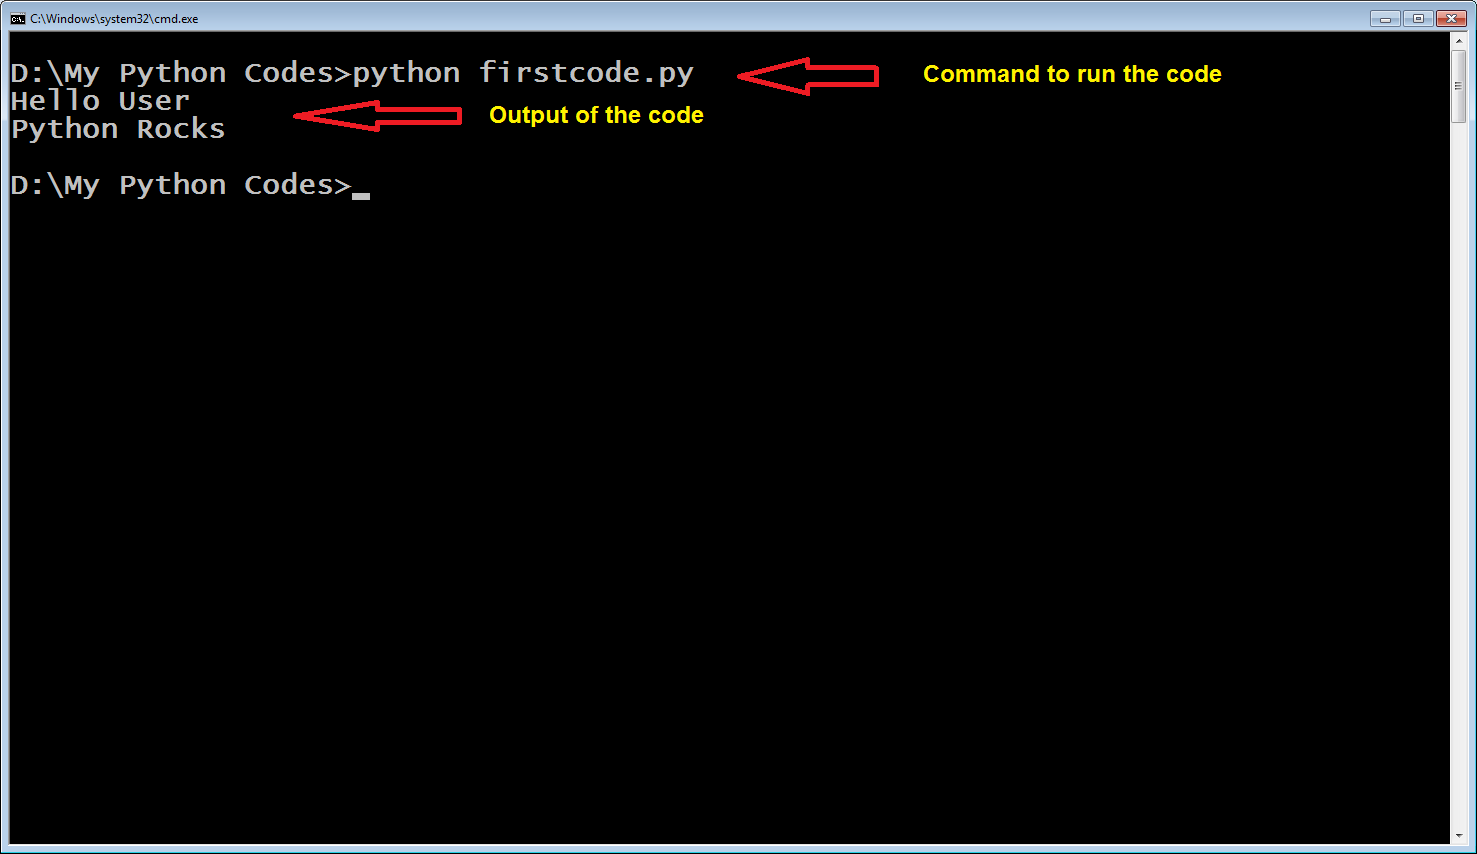 C:\Windows\system32\cmd.exe
D:\My Python Codes>python firstcode.py
Command to run the code
Hello User
Output of the code
Python Rocks
D:\My Python Codes>_